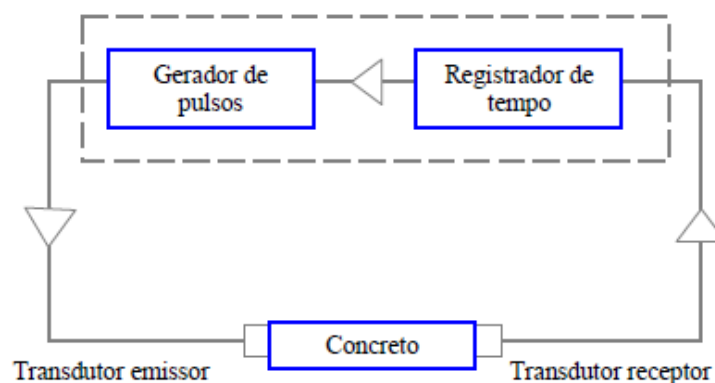 Gerador de
pulsos
Registrador de
tempo
Concreto
Transdutor emissor
Transdutor receptor